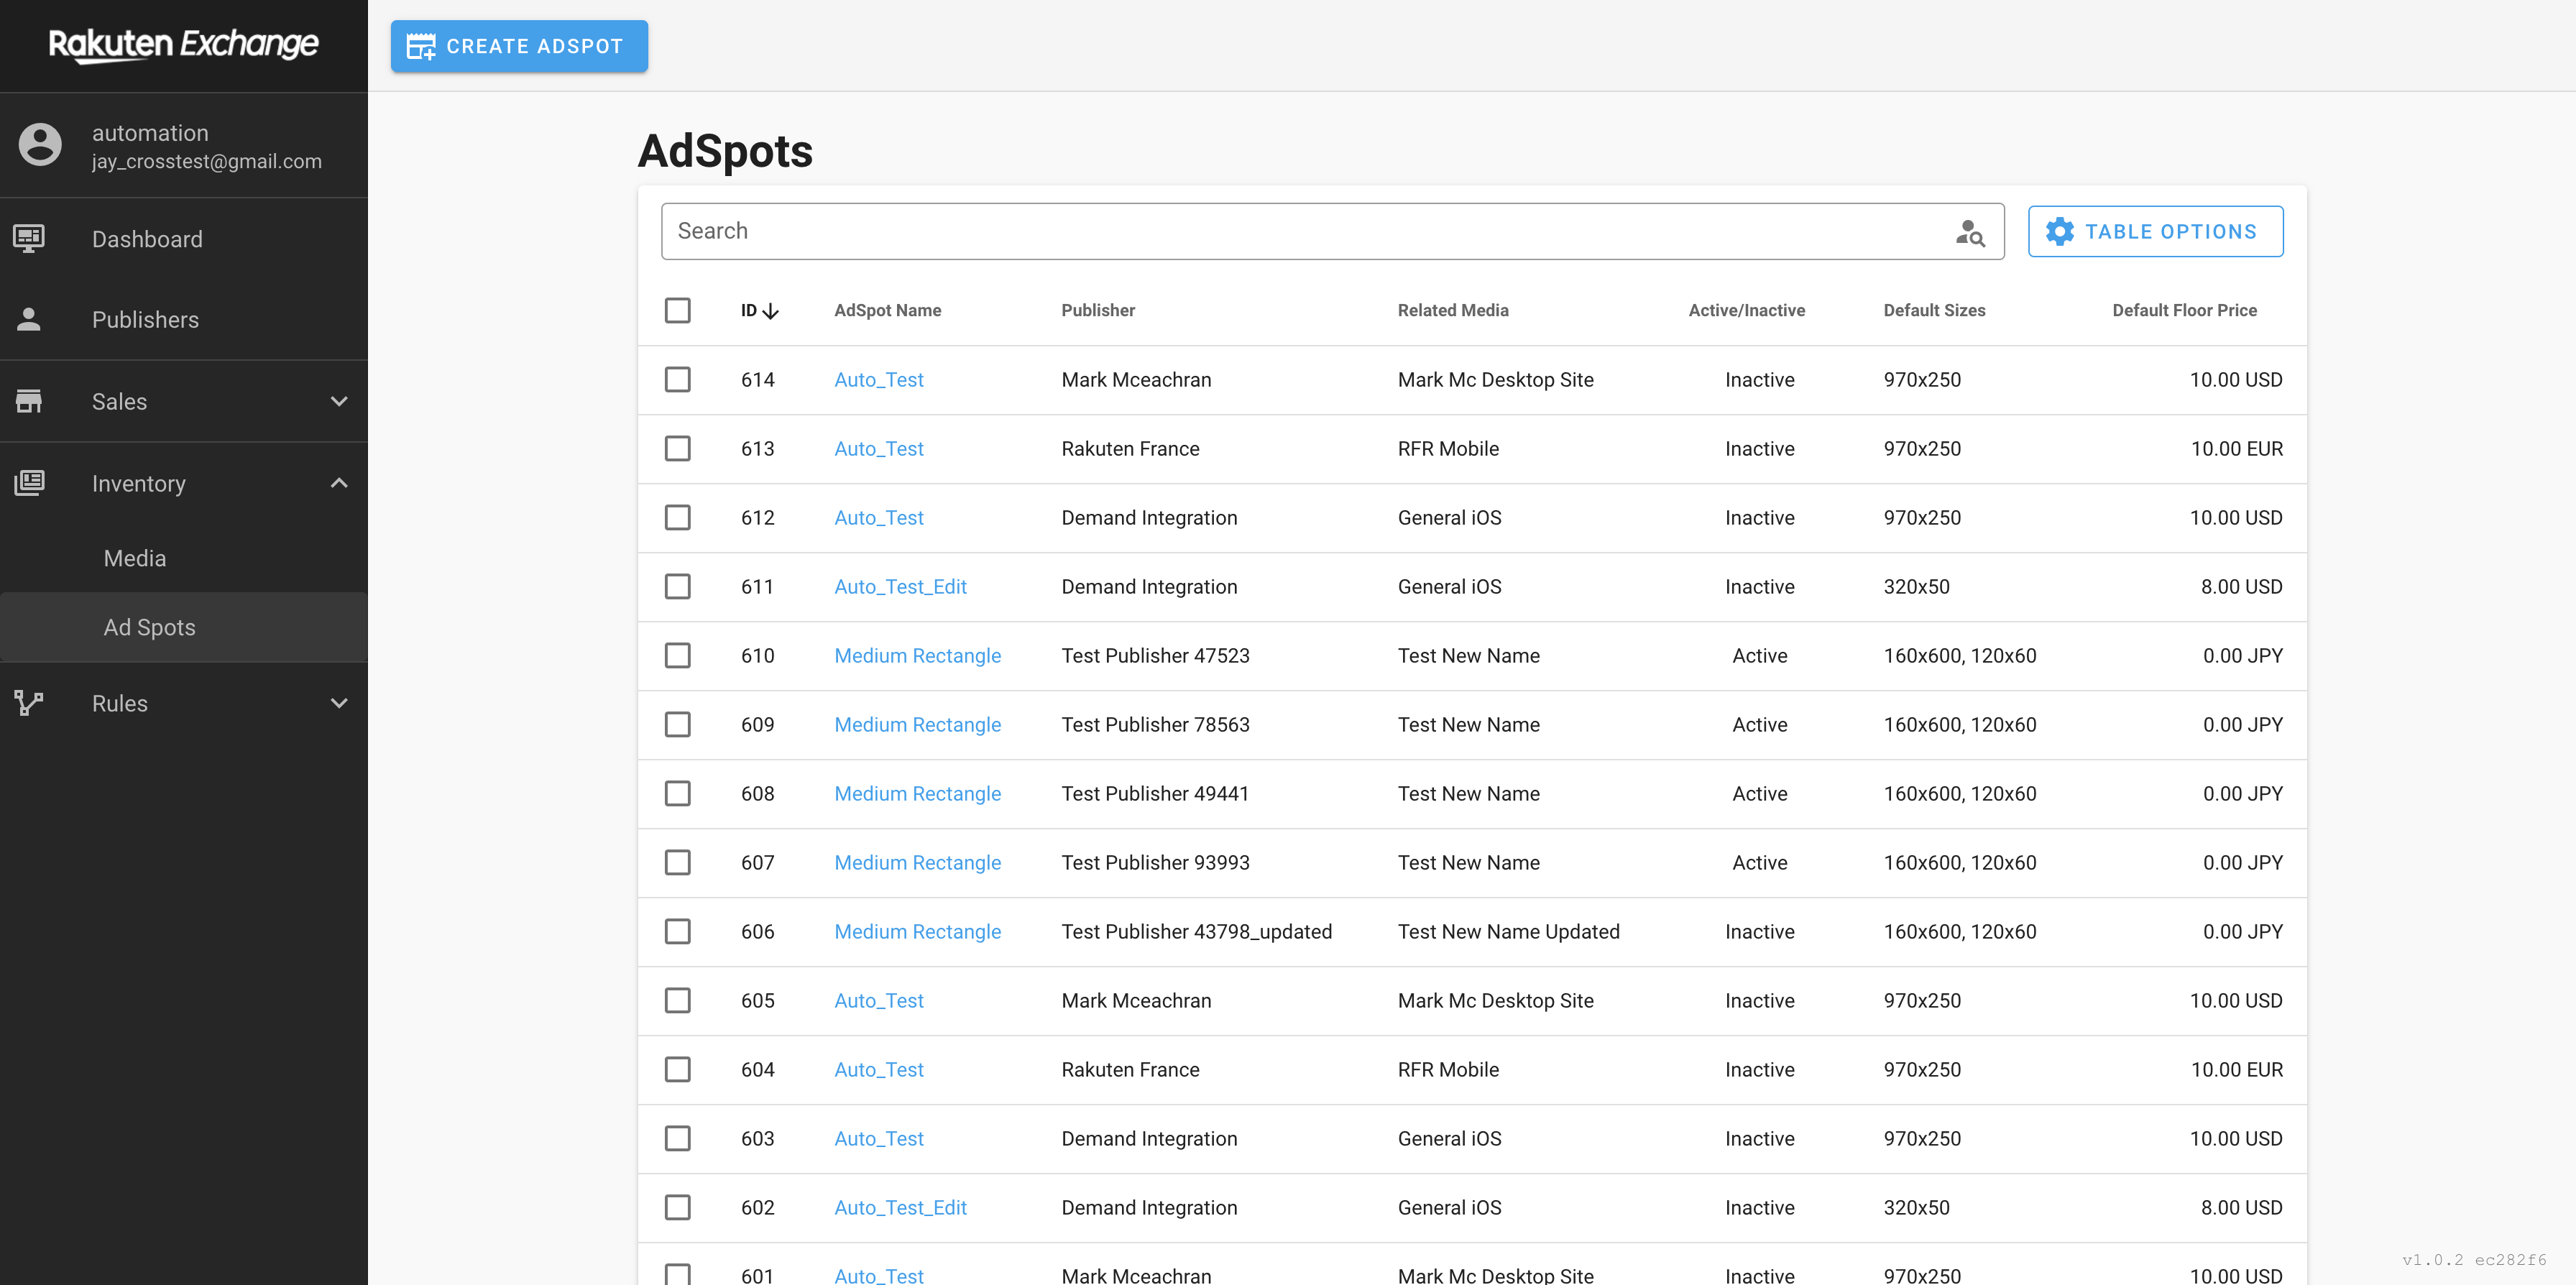 Rakuten Exchange
CREATE ADSPOT
automation
jay_crosstest@gmail.com
Dashboard
Publishers
Sales
Inventory
Media
Ad Spots
Rules
AdSpots
Search
TABLE OPTIONS
ID AdSpot Name Publisher Related Media Active/Inactive Default Sizes Default Floor Price
614 Auto_Test Mark Mceachran Mark Mc Desktop Site Inactive 970x250 10.00 USD
613 Auto_Test Rakuten France RFR Mobile Inactive 970x250 10.00 EUR
612 Auto_Test Demand Integration General iOS Inactive 970x250 10.00 USD
611 Auto_Test_Edit Demand Integration General iOS Inactive 320x50 8.00 USD
610 Medium Rectangle Test Publisher 47523 Test New Name Active 160x600, 120x60 0.00 JPY
609 Medium Rectangle Test Publisher 78563 Test New Name Active 160x600, 120x60 0.00 JPY
608 Medium Rectangle Test Publisher 49441 Test New Name Active 160x600, 120x60 0.00 JPY
607 Medium Rectangle Test Publisher 93993 Test New Name Active 160x600, 120x60 0.00 JPY
606 Medium Rectangle Test Publisher 43798_updated Test New Name Updated Inactive 160x600, 120x60 0.00 JPY
605 Auto_Test Mark Mceachran Mark Mc Desktop Site Inactive 970x250 10.00 USD
604 Auto_Test Rakuten France RFR Mobile Inactive 970x250 10.00 EUR
603 Auto_Test Demand Integration General iOS Inactive 970x250 10.00 USD
602 Auto_Test_Edit Demand Integration General iOS Inactive 320x50 8.00 USD
601 Auto_Test Mark Mceachran Mark Mc Desktop Site Inactive 970x250 10.00 USD
v1.0.2 ec282f6